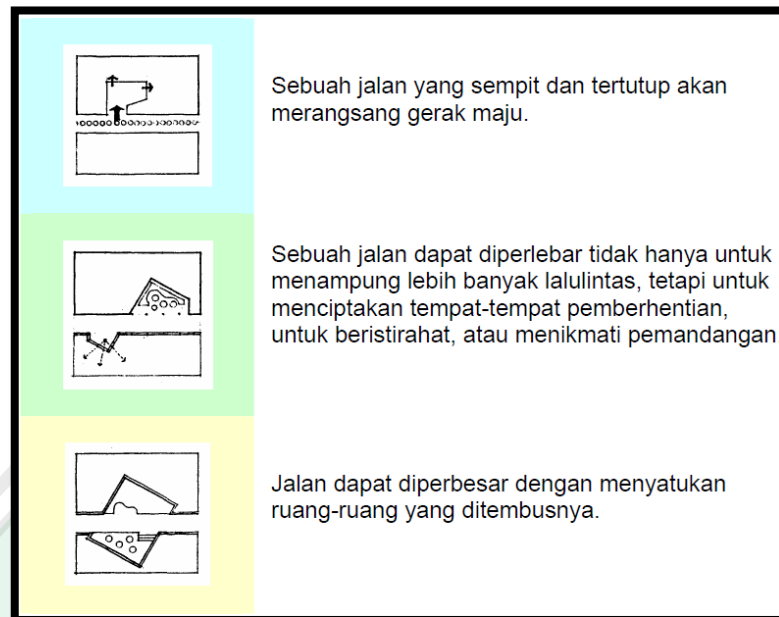 Sebuah jalan yang sempit dan tertutup akan
merangsang gerak maju.
Sebuah jalan dapat diperlebar tidak hanya untuk
menampung lebih banyak lalulintas, tetapi untuk
menciptakan tempat-tempat pemberhentian,
untuk beristirahat, atau menikmati pemandangan.
Jalan dapat diperbesar dengan menyatukan
ruang-ruang yang ditembusnya.